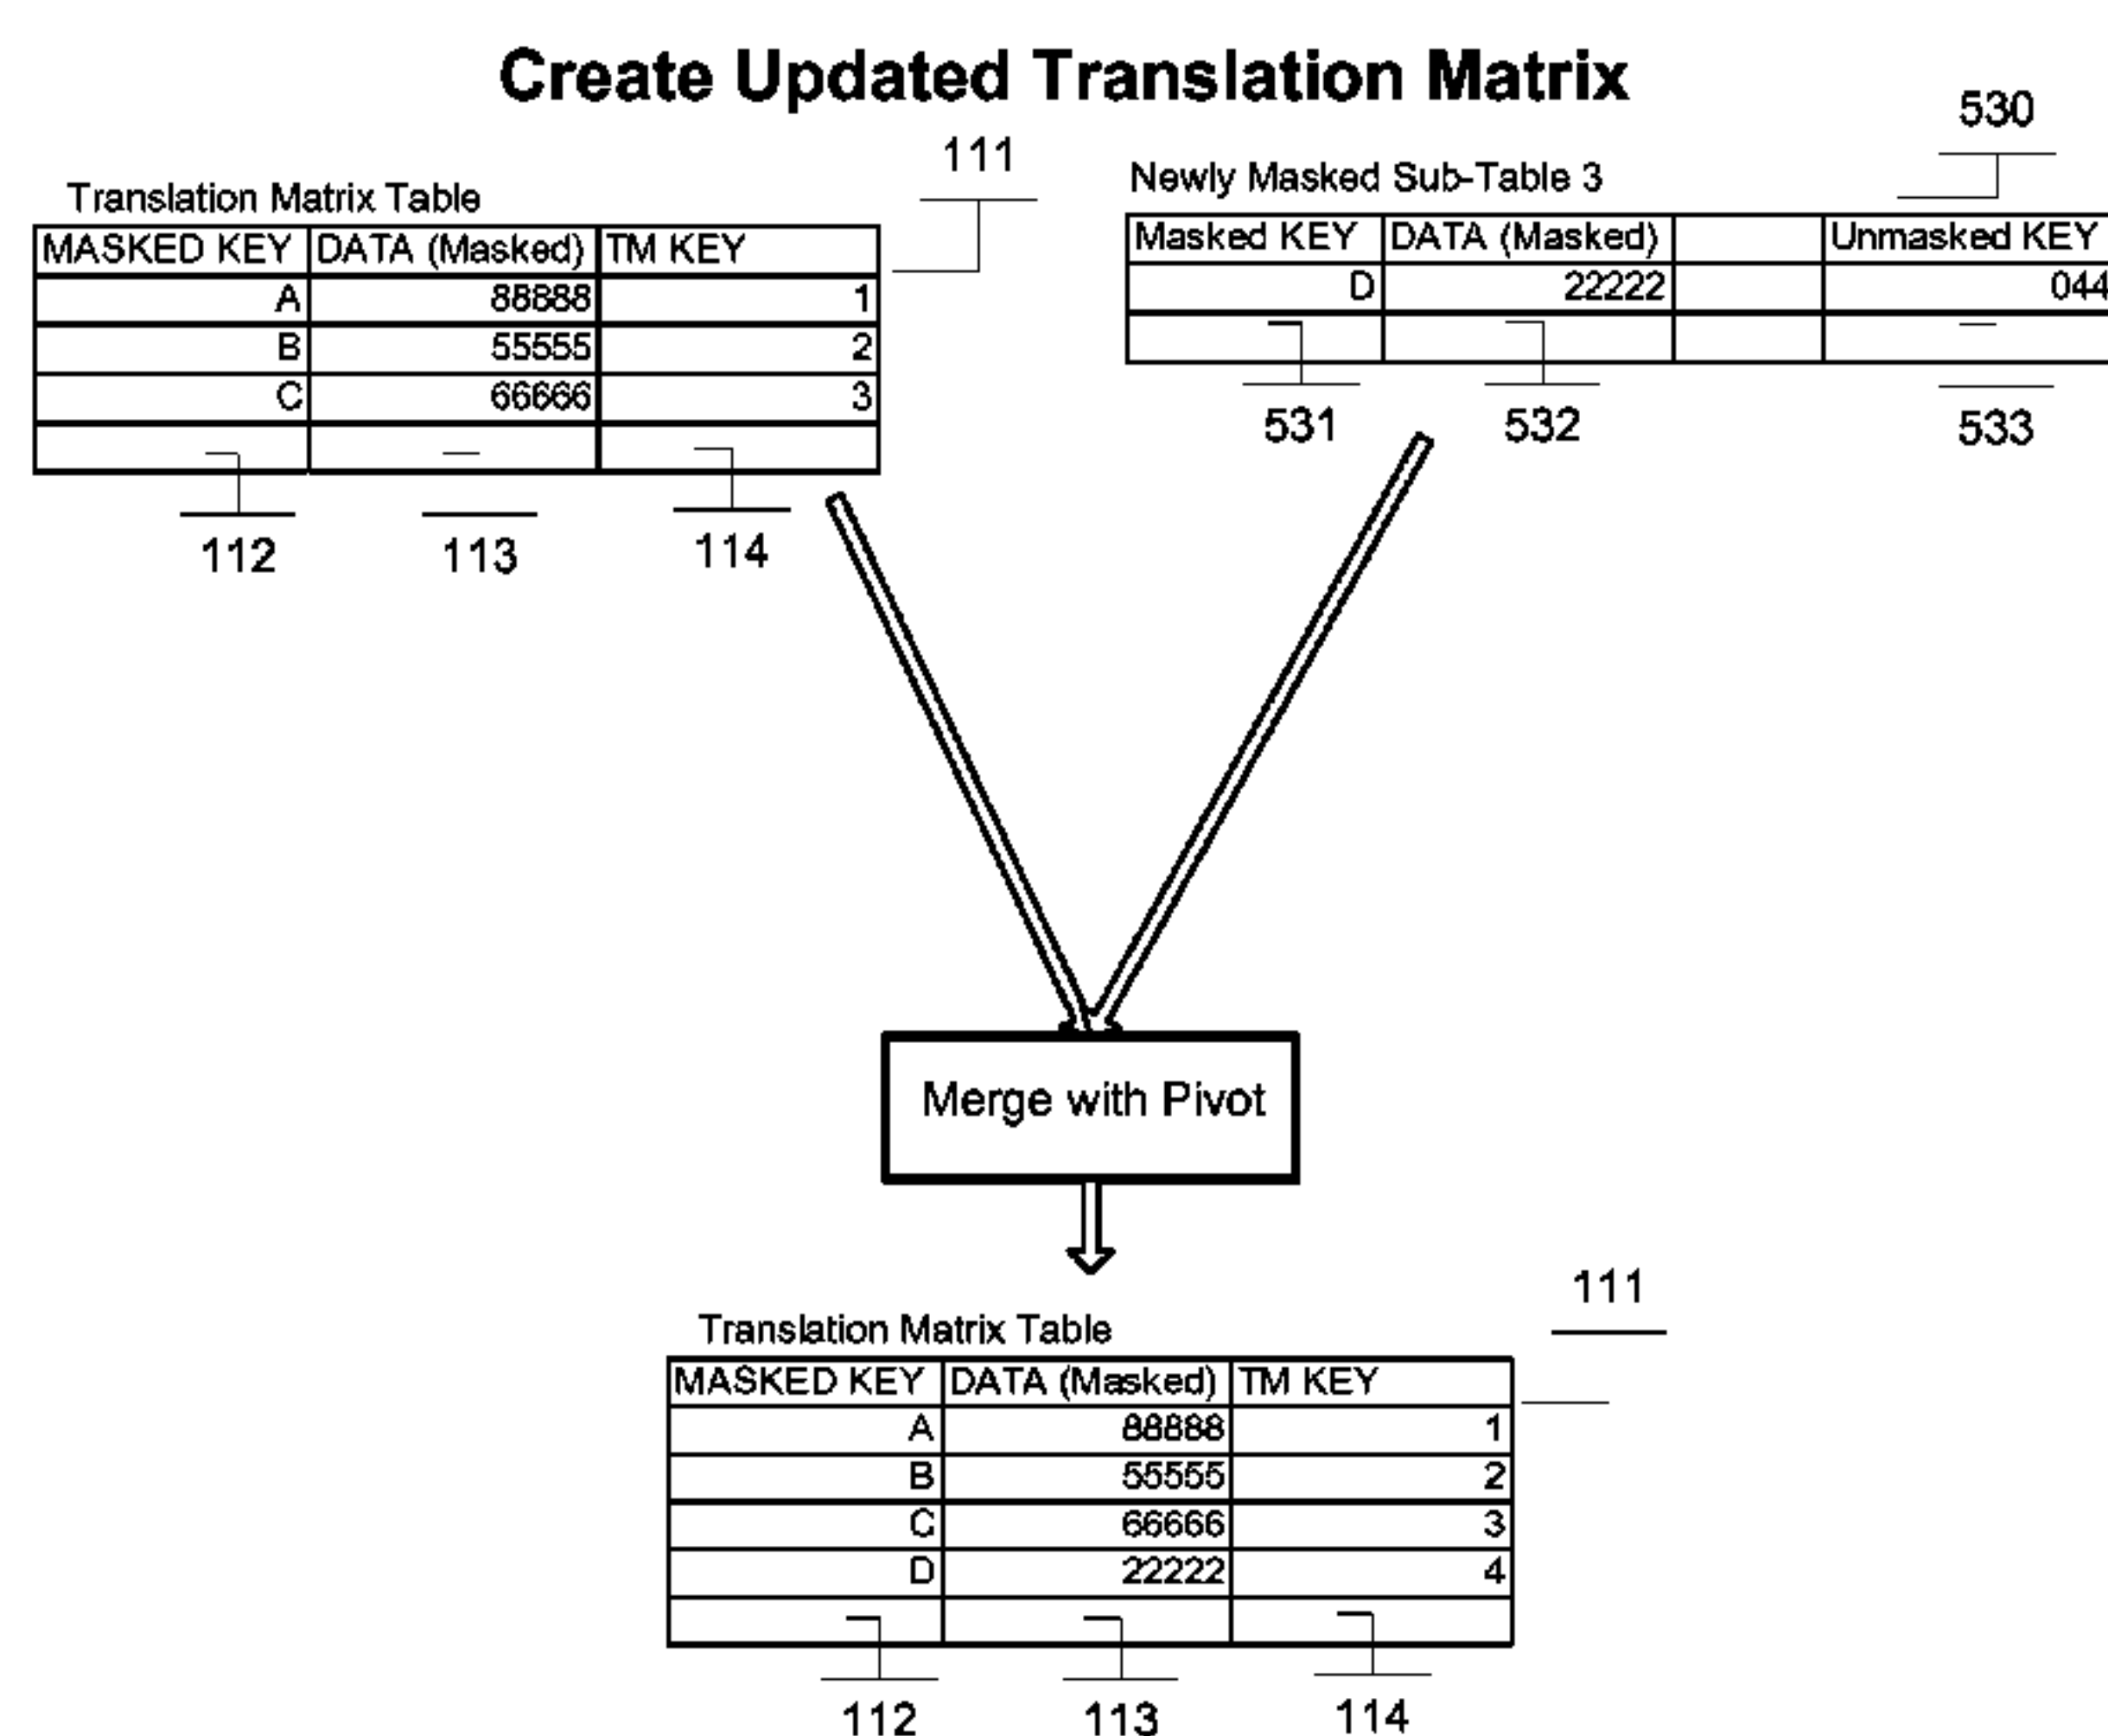 Create Updated Translation Matrix
530
111
Translation Matrix Table
MASKED KEY DATA (Masked) TM KEY
A 88888 1
B 55555 2
C 66666 3
112 113 114
Newly Masked Sub-Table 3
Masked KEY DATA (Masked) Unmasked KEY
D 22222 044
531 532 533
Merge with Pivot
111
Translation Matrix Table
MASKED KEY DATA (Masked) TM KEY
A 88888 1
B 55555 2
C 66666 3
D 22222 4
112 113 114